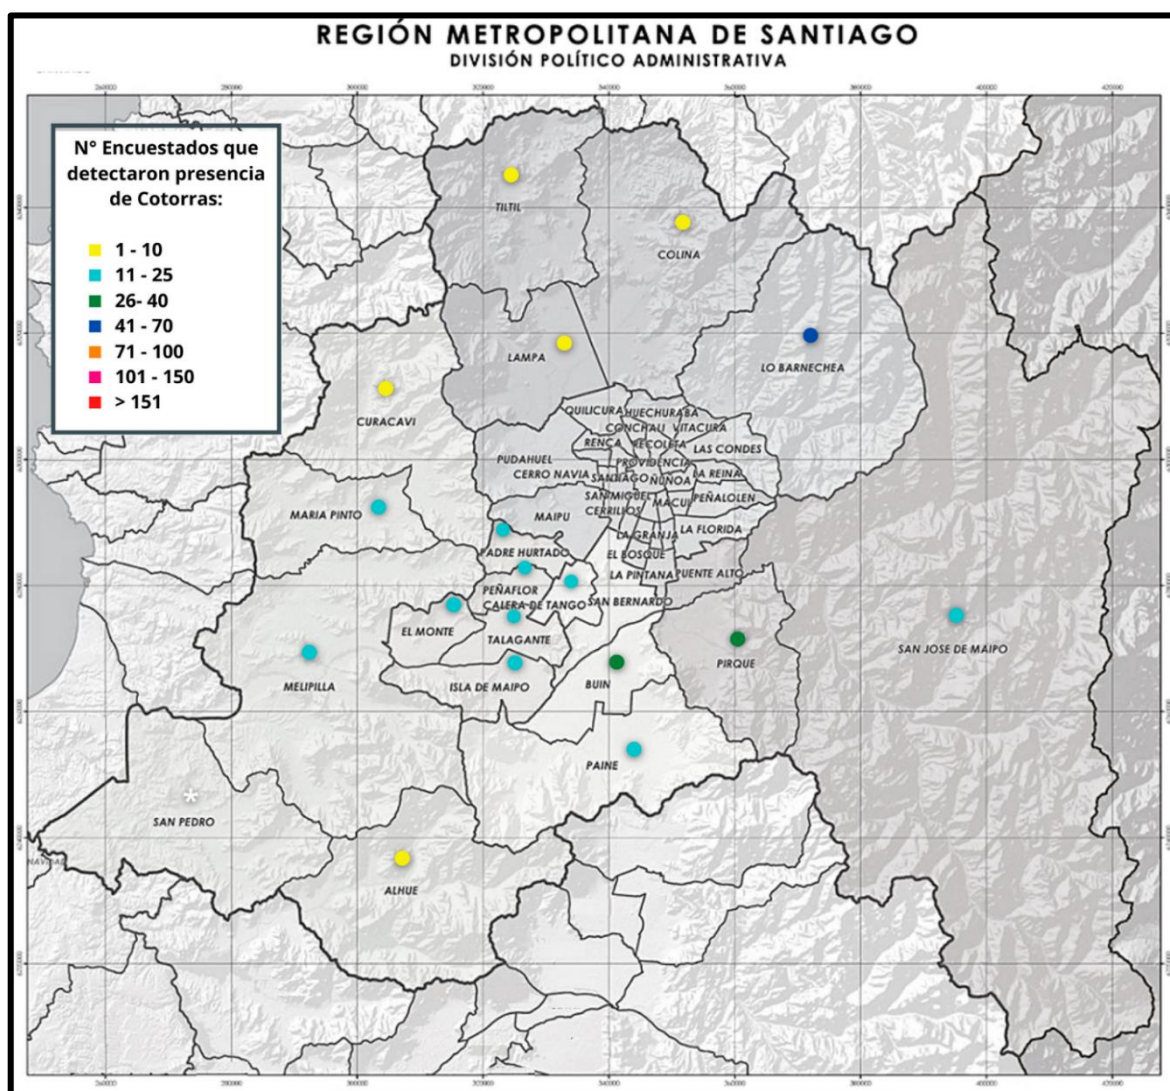 REGIÓN METROPOLITANA DE SANTIAGO
DIVISIÓN POLÍTICO ADMINISTRATIVA
N° Encuestados que
detectaron presencia
de Cotorras:
1 - 10
11 - 25
26- 40
41 - 70
71 - 100
101 - 150
> 151
TILTIL
COLINA
LAMPA
LO BARNECHEA
CURACAVI
QUILICURA
HUECHURABA
CONCHALI
VITACURA
RENCA
RECOLETA
LAS CONDES
PUDAHUEL
PROVIDENCIA
CERRO NAVIA
SANTIAGO
ÑUÑOA
LA REINA
SAN MIGUEL
MACUL
PEÑALOLEN
CERRILLOS
MARIA PINTO
MAIPU
LA GRANJA
LA FLORIDA
PADRE HURTADO
EL BOSQUE
LA PINTANA
PUENTE ALTO
PEÑAFLOR
CALERA DE TANGO
SAN BERNARDO
EL MONTE
TALAGANTE
SAN JOSE DE MAIPO
PIRQUE
MELIPILLA
ISLA DE MAIPO
BUIN
PAINE
*
SAN PEDRO
ALHUE